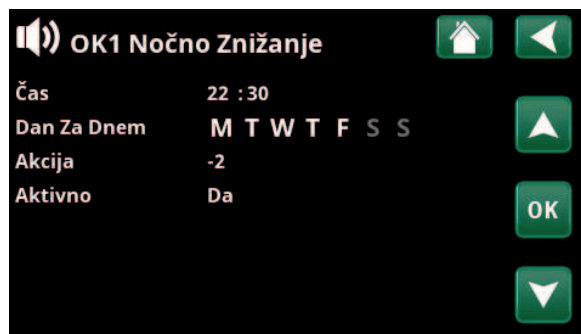 OK1 Nočno Znižanje
Čas 22 :30
Dan Za Dnem M T W T F S S
Akcija -2
Aktivno Da
OK